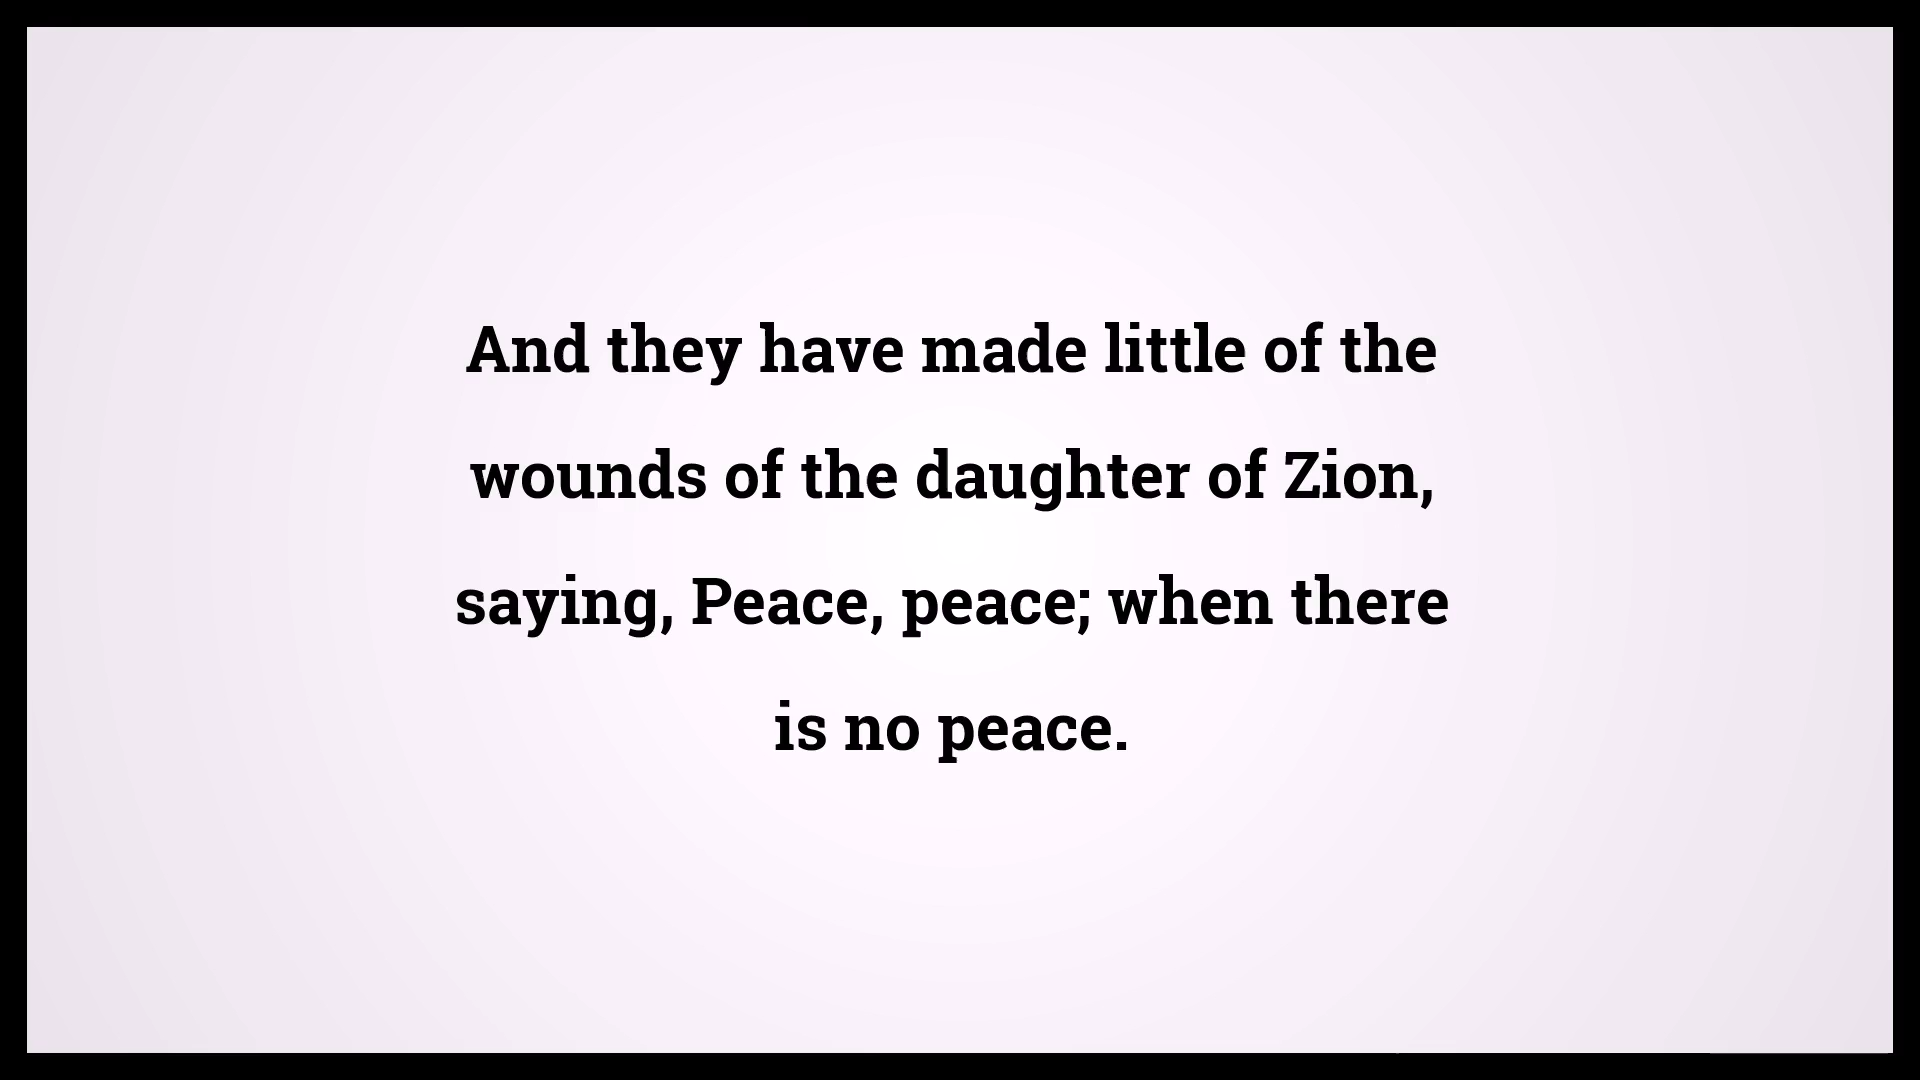 And they have made little of the
wounds of the daughter of Zion,
saying, Peace, peace; when there
is no peace.